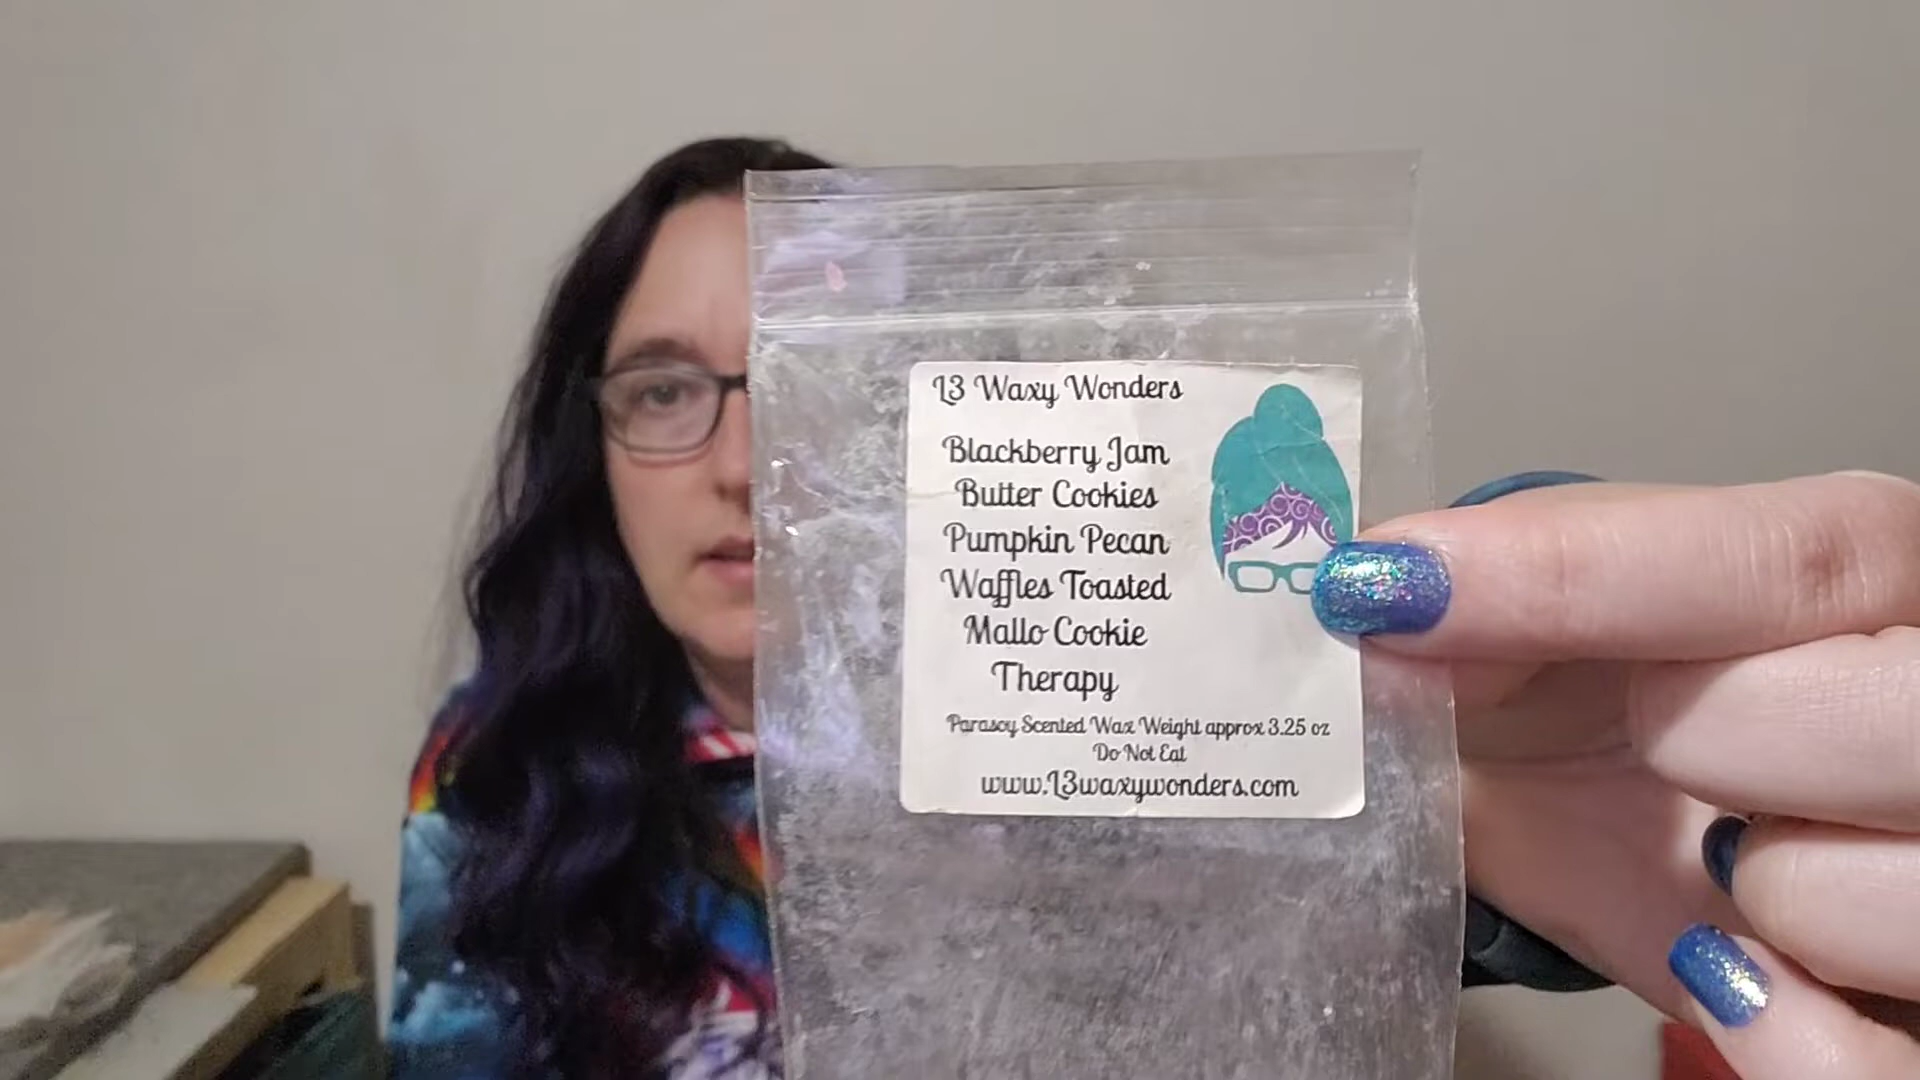 L3 Waxy Wonders
Blackberry Jam
Butter Cookies
Pumpkin Pecan
Waffles Toasted
Mallo Cookie
Therapy
Parasoy Scented Wax Weight approx 3.25 oz
Do Not Eat
www.L3waxywonders.com